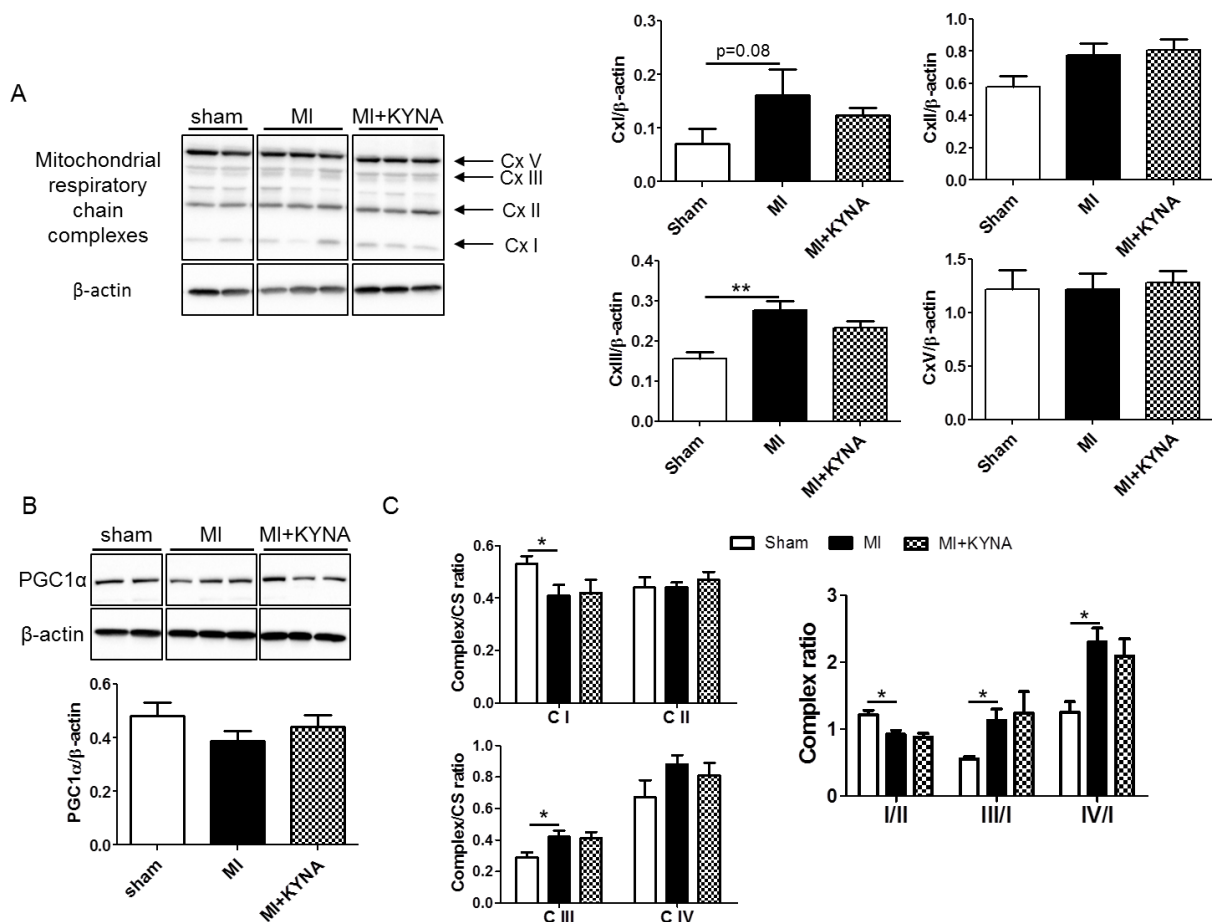 A
sham MI MI+KYNA
Mitochondrial
respiratory
chain
complexes
Cx V
Cx III
Cx II
Cx I
β-actin
CxI/β-actin
0.3
0.2
0.1
0.0
p=0.08
Sham
MI
MI+KYNA
CxII/β-actin
1.0
0.8
0.6
0.4
0.2
0.0
Sham
MI
MI+KYNA
CxIII/β-actin
0.4
0.3
0.2
0.1
0.0
**
Sham
MI
MI+KYNA
CxV/β-actin
1.5
1.0
0.5
0.0
Sham
MI
MI+KYNA
B
sham MI MI+KYNA
PGC1α
β-actin
PGC1α/β-actin
0.6
0.4
0.2
0.0
sham
MI
MI+KYNA
C
Sham MI MI+KYNA
Complex/CS ratio
0.6
0.4
0.2
0.0
*
C I C II
Complex/CS ratio
1.0
0.8
0.6
0.4
0.2
0.0
*
C III C IV
Complex ratio
3
2
1
0
* * *
I/II III/I IV/I